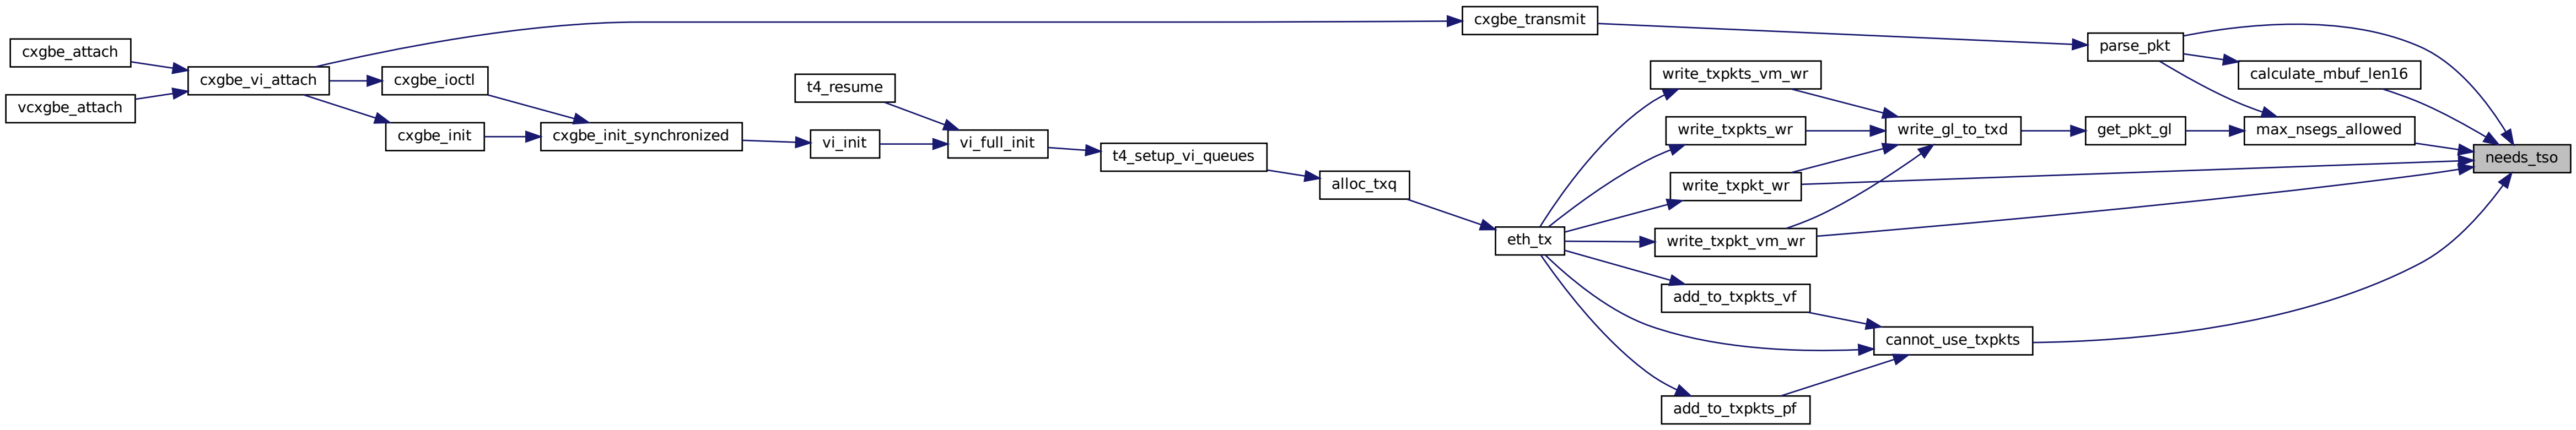 cxgbe_attach
vcxgbe_attach
cxgbe_vi_attach
cxgbe_ioctl
cxgbe_init
cxgbe_init_synchronized
t4_resume
vi_init
vi_full_init
t4_setup_vi_queues
alloc_txq
cxgbe_transmit
eth_tx
write_txpkts_vm_wr
write_txpkts_wr
write_txpkt_wr
write_txpkt_vm_wr
add_to_txpkts_vf
add_to_txpkts_pf
write_gl_to_txd
cannot_use_txpkts
parse_pkt
get_pkt_gl
calculate_mbuf_len16
max_nsegs_allowed
needs_tso